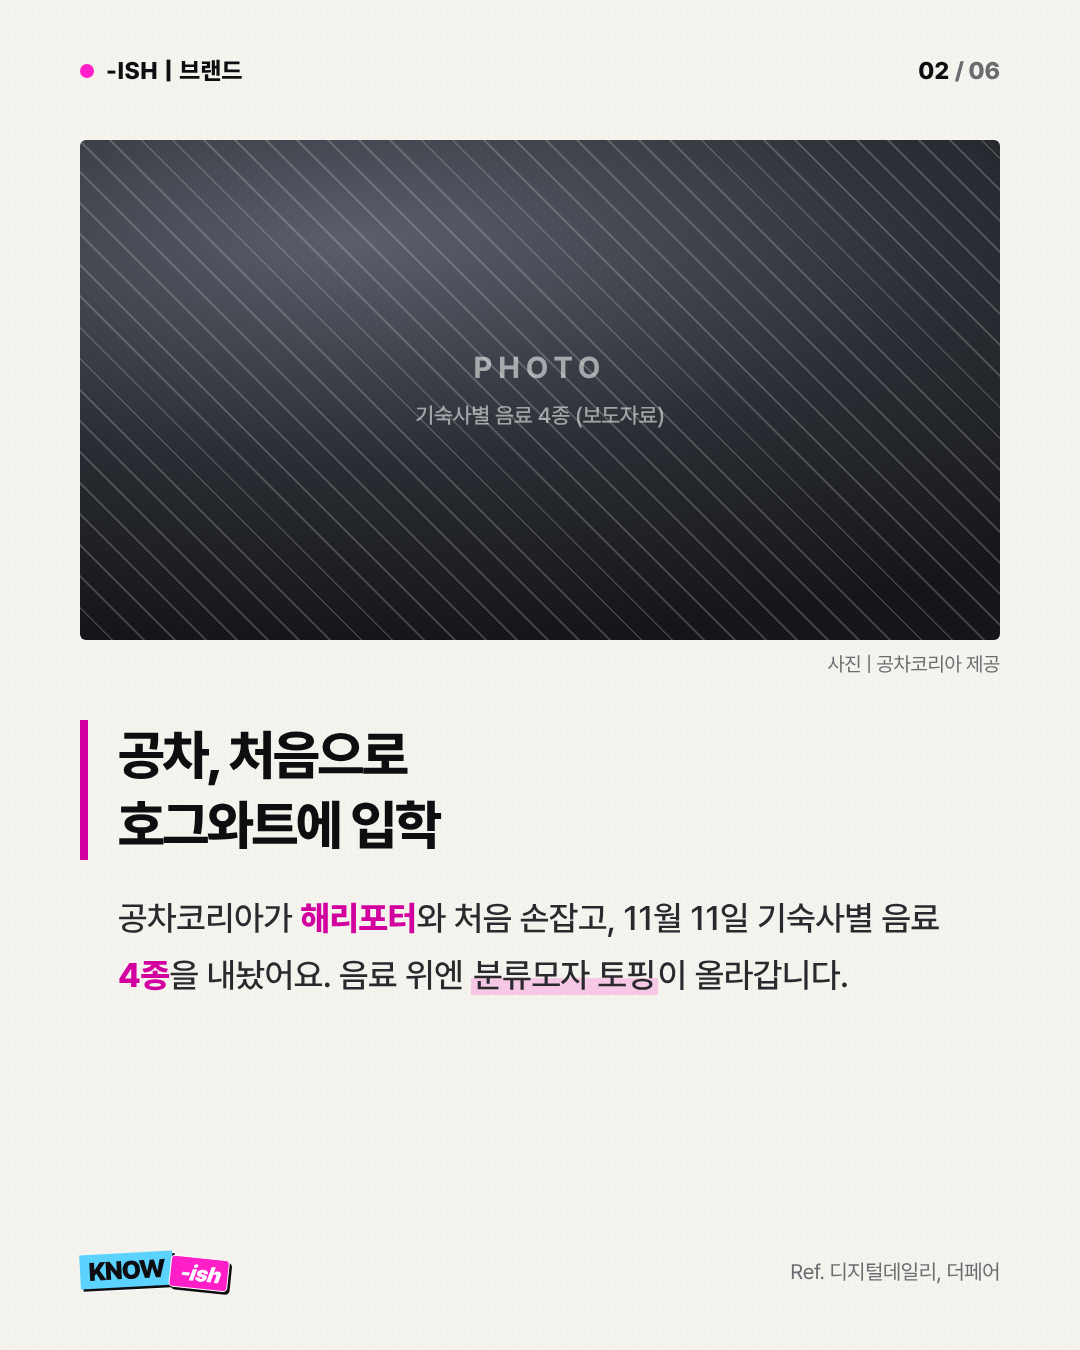 -ISH | 브랜드
02 / 06
PHOTO
기숙사별 음료 4종 (보도자료)
사진 | 공차코리아 제공
공차, 처음으로
호그와트에 입학
공차코리아가 해리포터와 처음 손잡고, 11월 11일 기숙사별 음료
4종을 내놨어요. 음료 위엔 분류모자 토핑이 올라갑니다.
KNOW -ish
Ref. 디지털데일리, 더페어